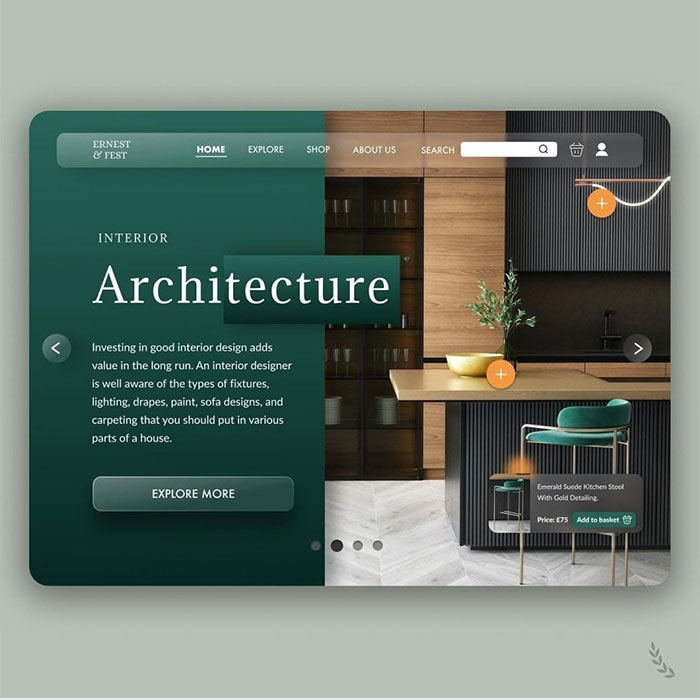 ERNEST
& FEST
HOME
EXPLORE
SHOP
ABOUT US
SEARCH
INTERIOR
Architecture
Investing in good interior design adds
value in the long run. An interior designer
is well aware of the types of fixtures,
lighting, drapes, paint, sofa designs, and
carpeting that you should put in various
parts of a house.
EXPLORE MORE
Emerald Suede Kitchen Stool
With Gold Detailing.
Price: £75
Add to basket